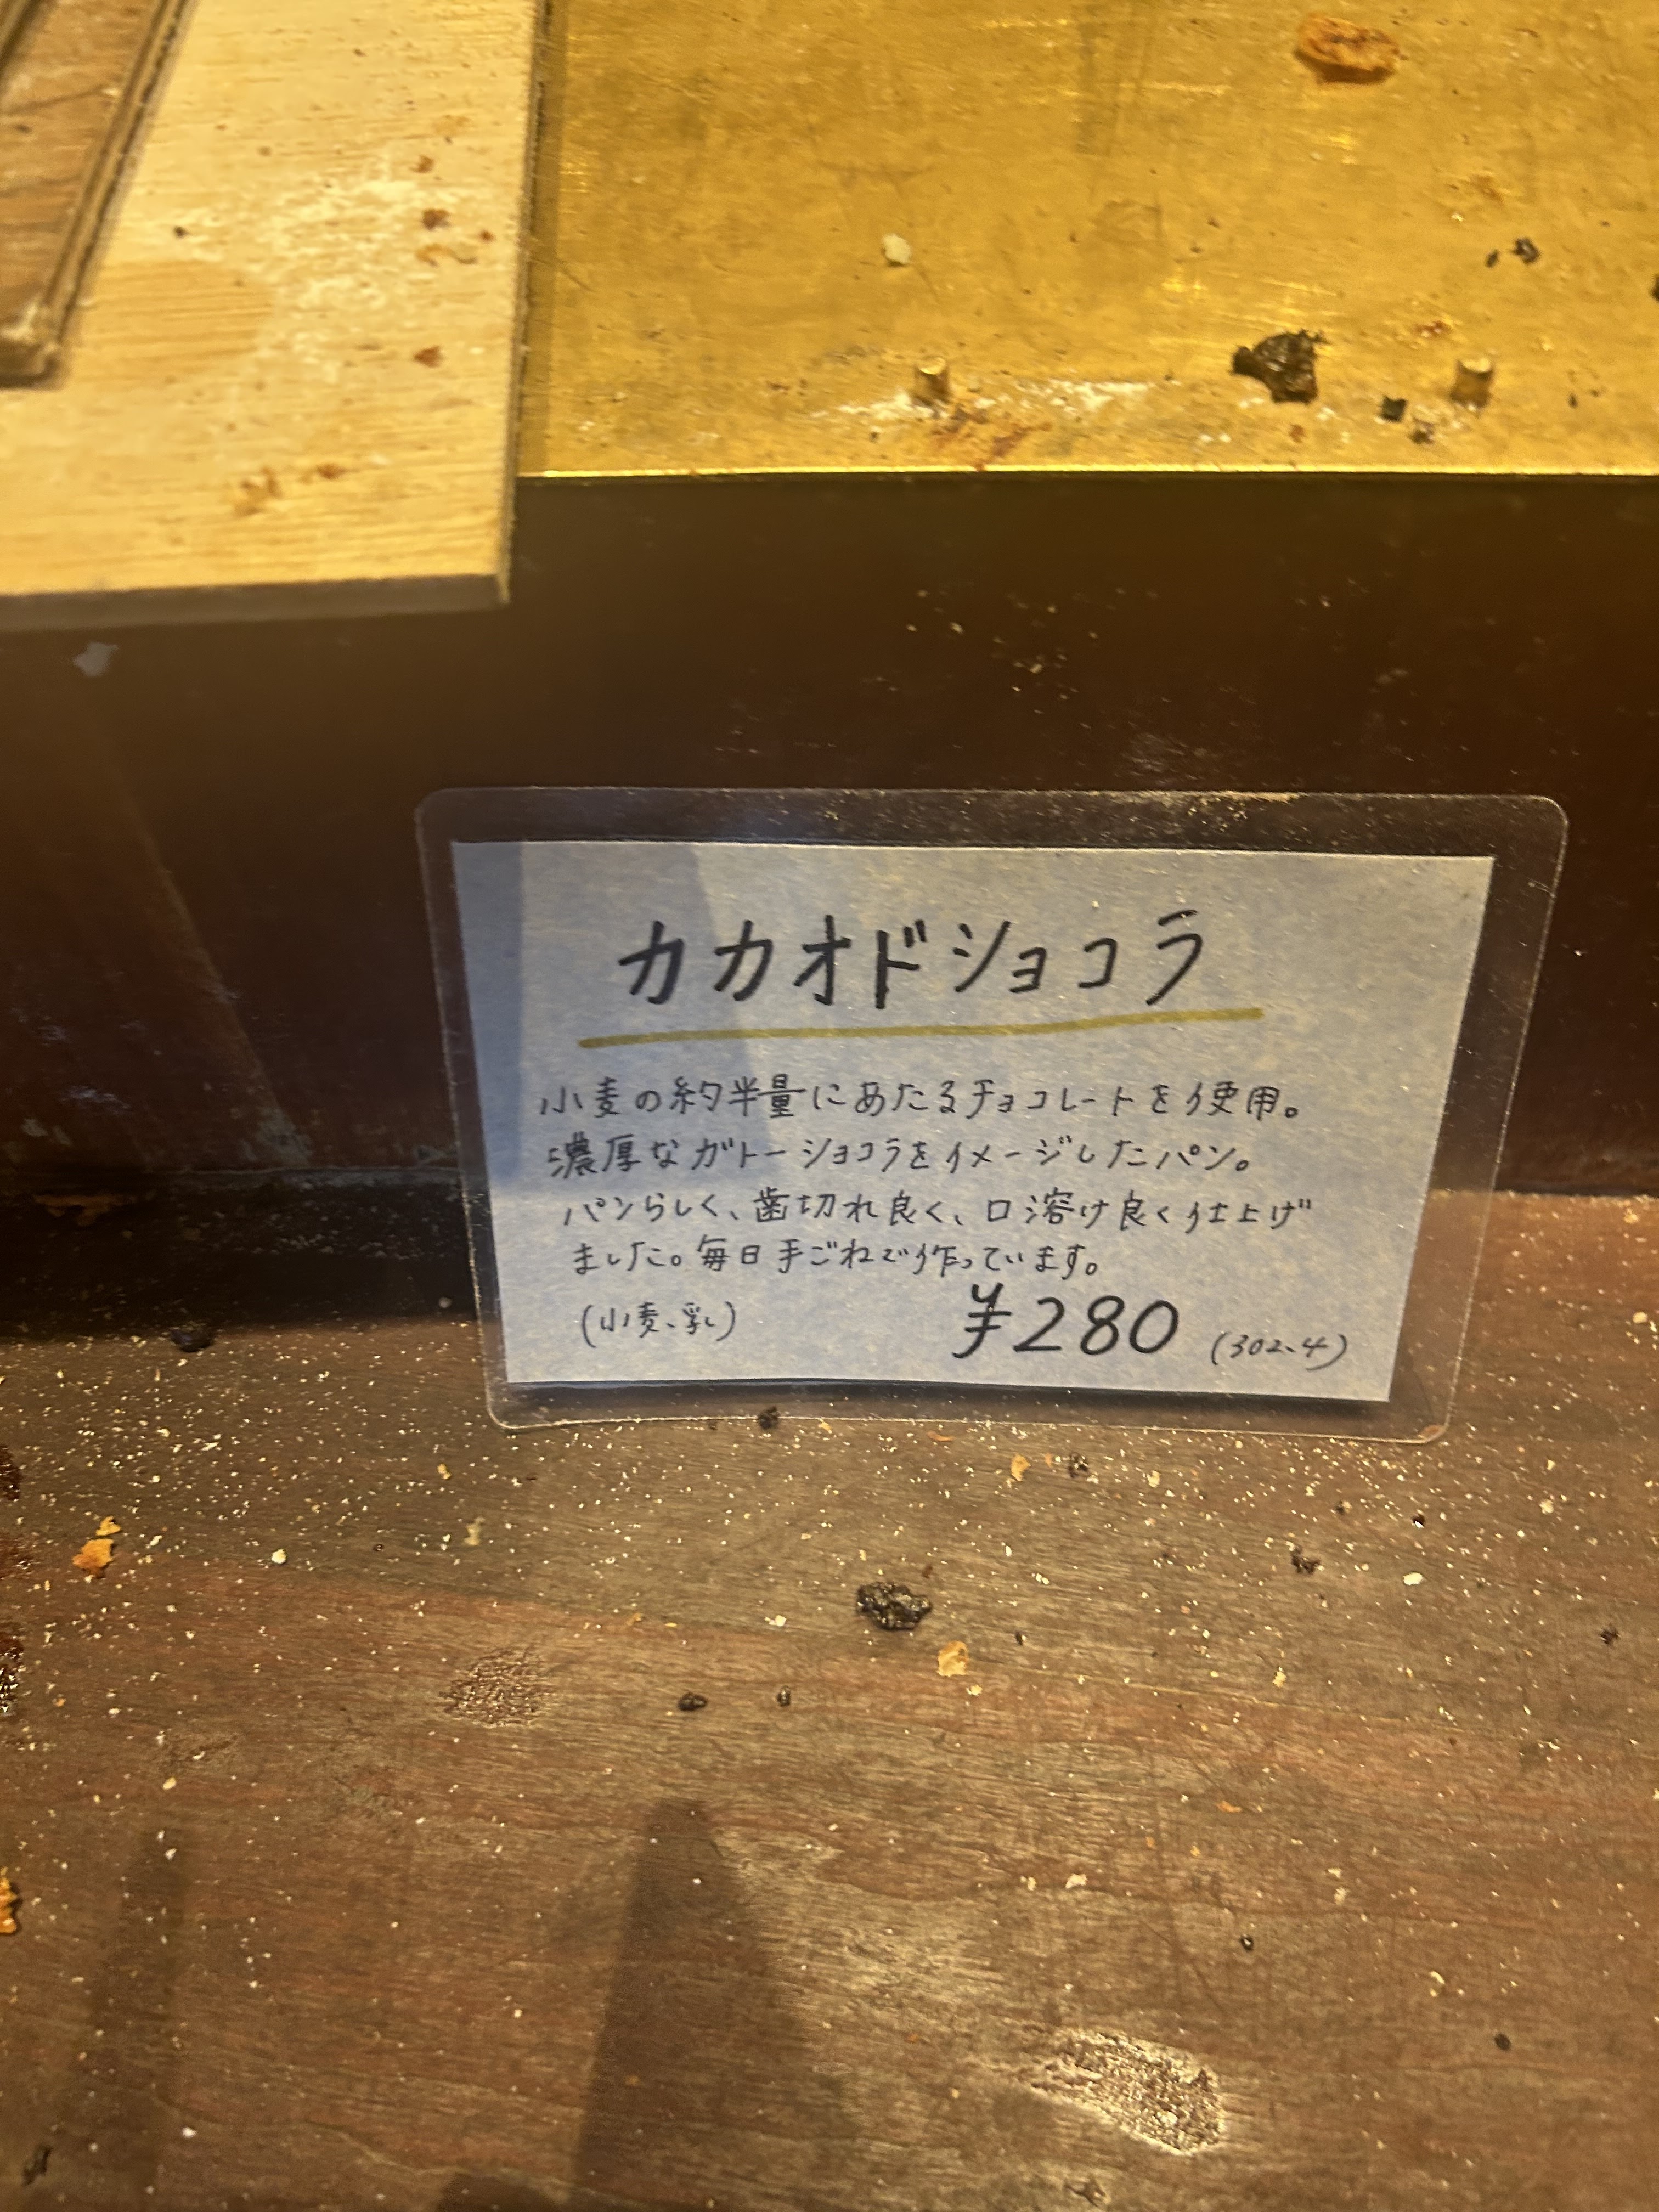 カカオドショコラ
小麦の約半量にあたるチョコレートを使用。
濃厚なガトーショコラをイメージしたパン。
パンらしく、歯切れ良く、口溶け良く仕上げ
ました。毎日手ごねで作っています。
(小麦、乳) ¥280 (302.4)